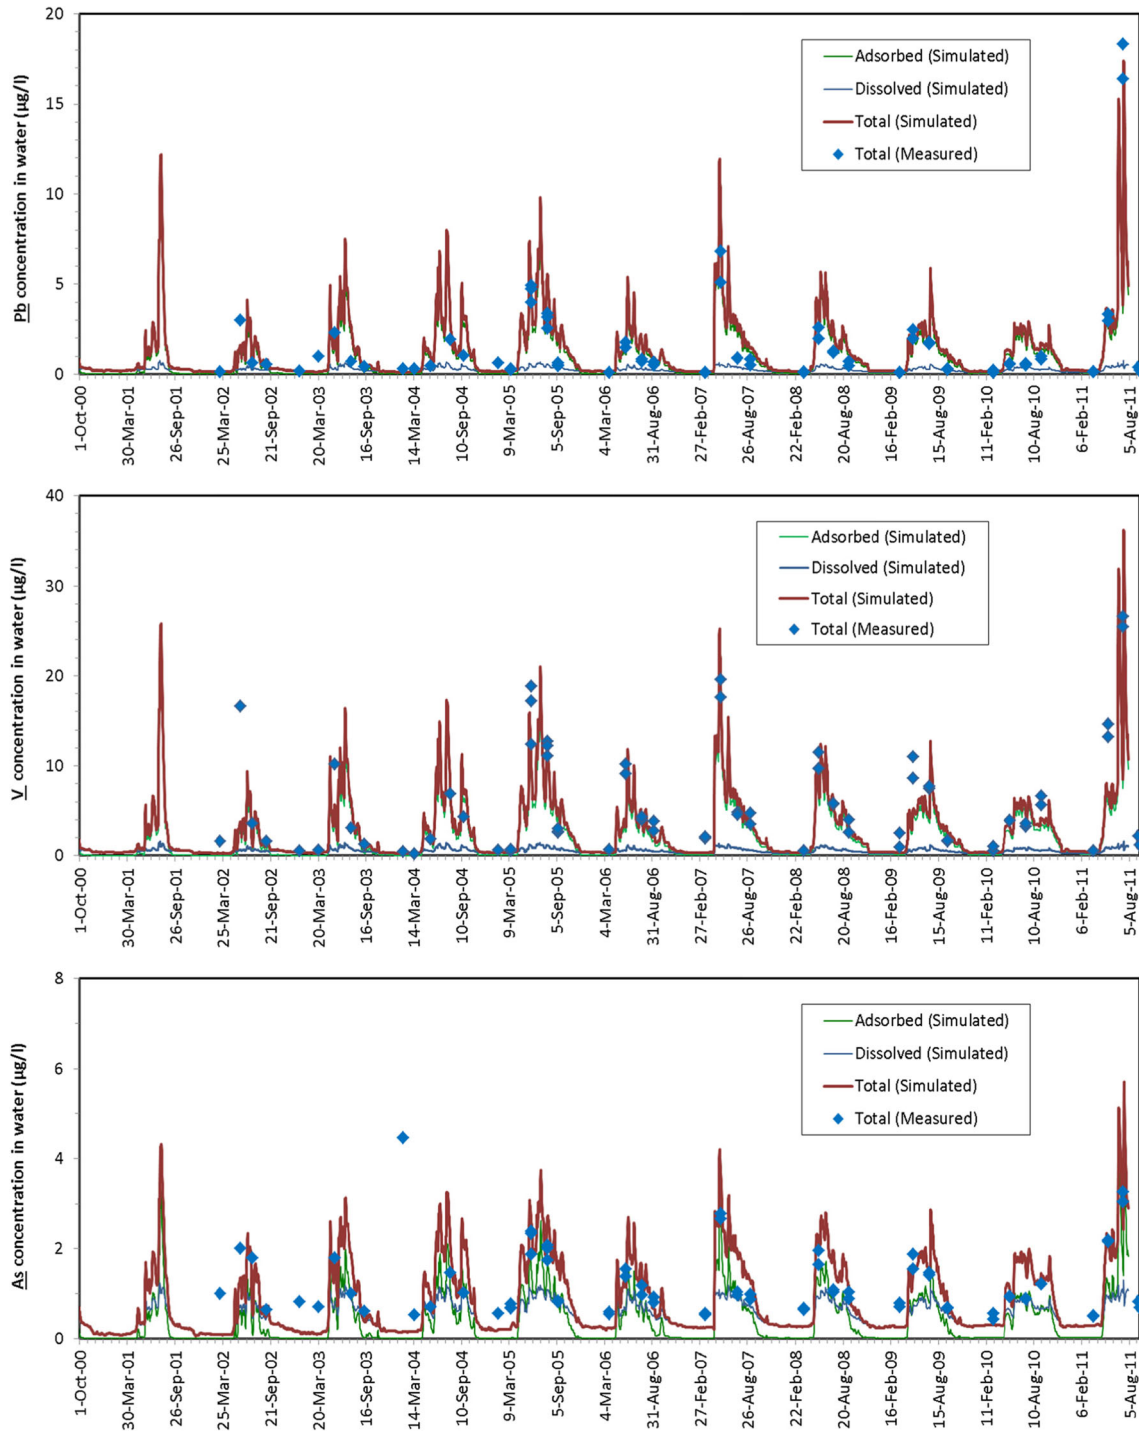 20
15
10
5
0
Pb concentration in water (µg/l)
Adsorbed (Simulated)
Dissolved (Simulated)
Total (Simulated)
Total (Measured)
1-Oct-00
30-Mar-01
26-Sep-01
25-Mar-02
21-Sep-02
20-Mar-03
16-Sep-03
14-Mar-04
10-Sep-04
9-Mar-05
5-Sep-05
4-Mar-06
31-Aug-06
27-Feb-07
26-Aug-07
22-Feb-08
20-Aug-08
16-Feb-09
15-Aug-09
11-Feb-10
10-Aug-10
6-Feb-11
5-Aug-11
40
30
20
10
0
V concentration in water (µg/l)
Adsorbed (Simulated)
Dissolved (Simulated)
Total (Simulated)
Total (Measured)
1-Oct-00
30-Mar-01
26-Sep-01
25-Mar-02
21-Sep-02
20-Mar-03
16-Sep-03
14-Mar-04
10-Sep-04
9-Mar-05
5-Sep-05
4-Mar-06
31-Aug-06
27-Feb-07
26-Aug-07
22-Feb-08
20-Aug-08
16-Feb-09
15-Aug-09
11-Feb-10
10-Aug-10
6-Feb-11
5-Aug-11
8
6
4
2
0
As concentration in water (µg/l)
Adsorbed (Simulated)
Dissolved (Simulated)
Total (Simulated)
Total (Measured)
1-Oct-00
30-Mar-01
26-Sep-01
25-Mar-02
21-Sep-02
20-Mar-03
16-Sep-03
14-Mar-04
10-Sep-04
9-Mar-05
5-Sep-05
4-Mar-06
31-Aug-06
27-Feb-07
26-Aug-07
22-Feb-08
20-Aug-08
16-Feb-09
15-Aug-09
11-Feb-10
10-Aug-10
6-Feb-11
5-Aug-11